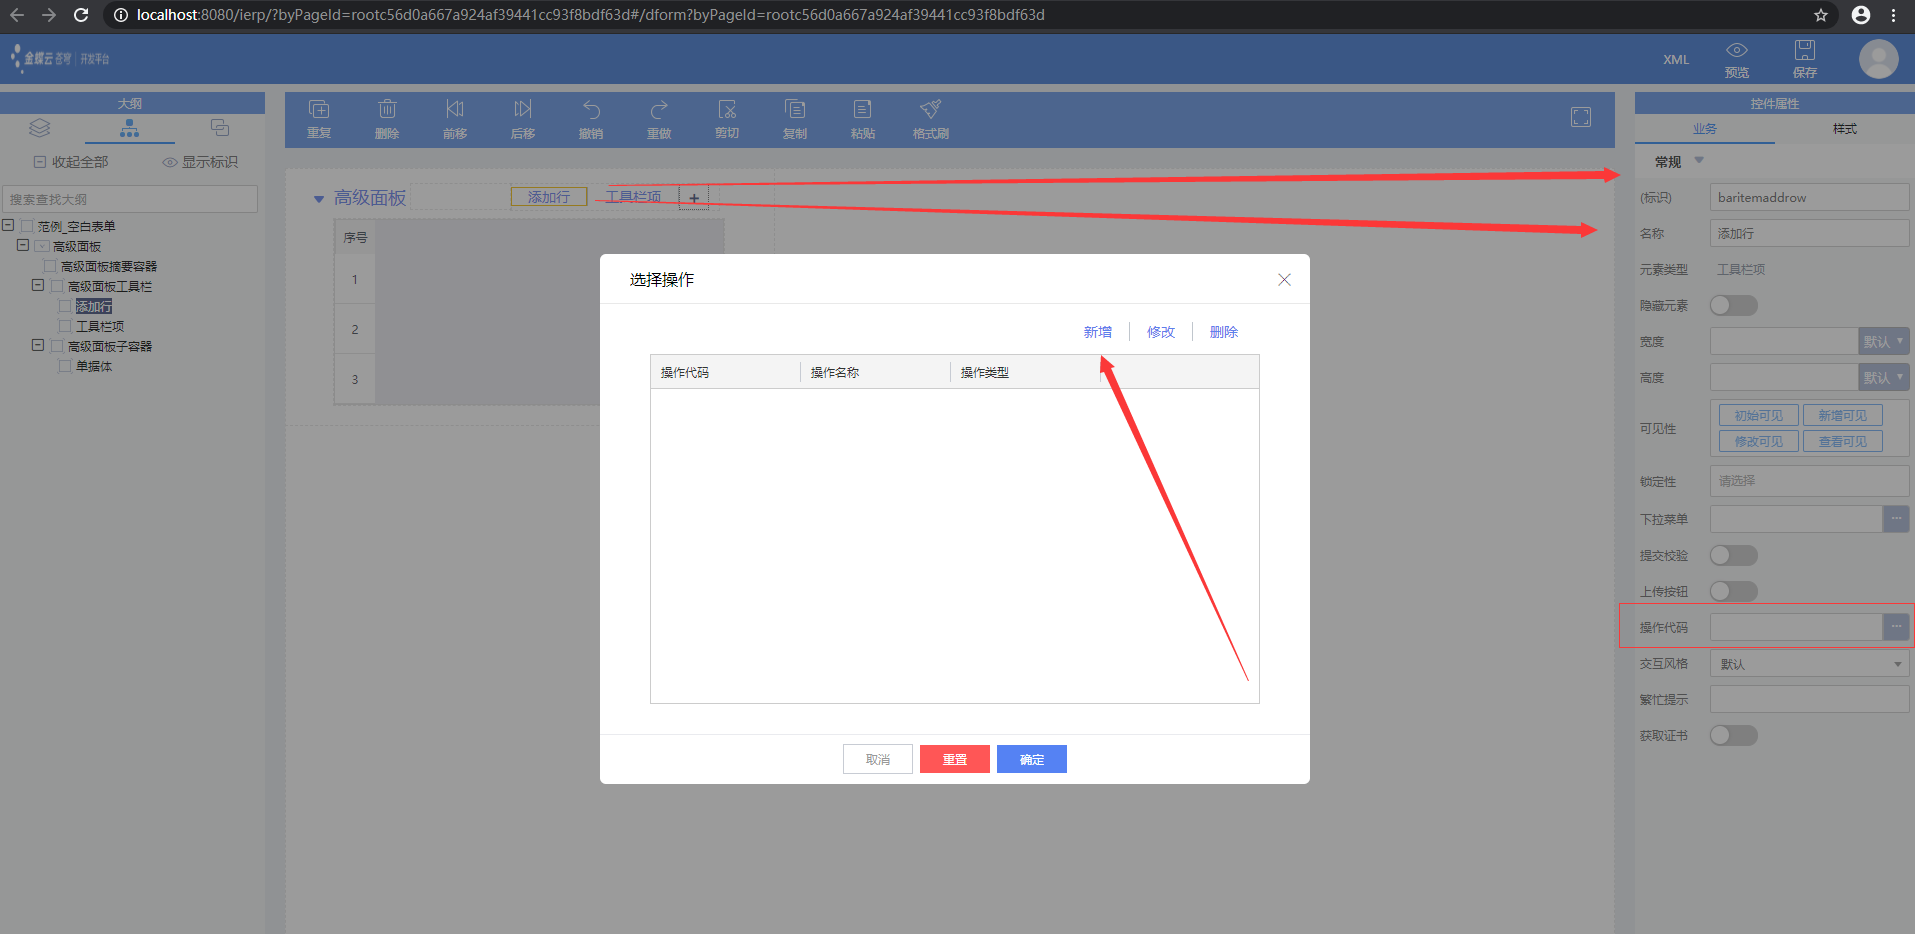 localhost:8080/ierp/?byPageId=rootc56d0a667a924af39441cc93f8bdf63d#/dform?byPageId=rootc56d0a667a924af39441cc93f8bdf63d
金蝶云 苍穹 | 开发平台
XML
预览
保存
大纲
收起全部
显示标识
搜索查找大纲
范例_空白表单
高级面板
高级面板摘要容器
高级面板工具栏
添加行
工具栏项
高级面板子容器
单据体
重复
删除
前移
后移
撤销
重做
剪切
复制
粘贴
格式刷
高级面板
添加行
工具栏项
+
序号
1
2
3
选择操作
新增
修改
删除
操作代码
操作名称
操作类型
取消
重置
确定
控件属性
业务
样式
常规
(标识)
baritemaddrow
名称
添加行
元素类型
工具栏项
隐藏元素
宽度
默认
高度
默认
可见性
初始可见
新增可见
修改可见
查看可见
锁定性
请选择
下拉菜单
...
提交校验
上传按钮
操作代码
...
交互风格
默认
繁忙提示
获取证书